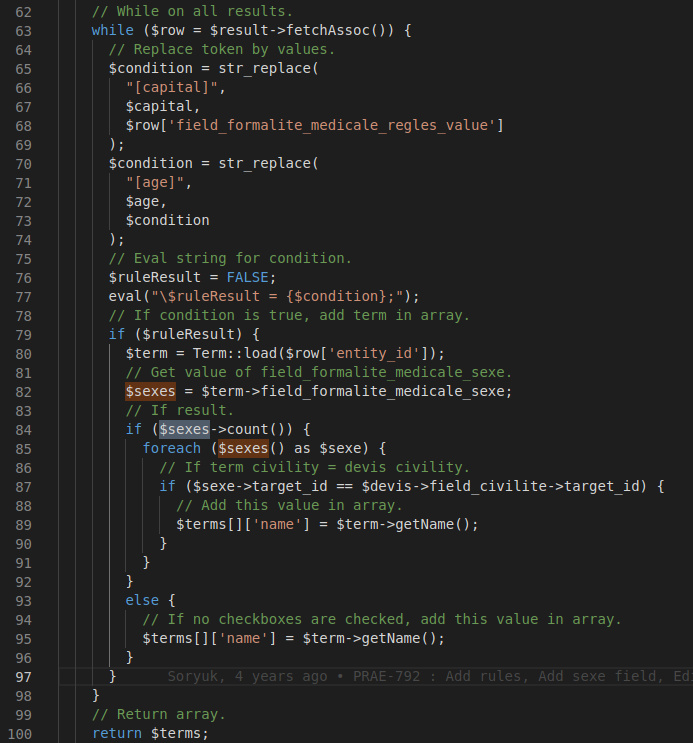 62 // While on all results.
63 while ($row = $result->fetchAssoc()) {
64 // Replace token by values.
65 $condition = str_replace(
66 "[capital]",
67 $capital,
68 $row['field_formalite_medicale_regles_value']
69 );
70 $condition = str_replace(
71 "[age]",
72 $age,
73 $condition
74 );
75 // Eval string for condition.
76 $ruleResult = FALSE;
77 eval("\$ruleResult = {$condition};");
78 // If condition is true, add term in array.
79 if ($ruleResult) {
80 $term = Term::load($row['entity_id']);
81 // Get value of field_formalite_medicale_sexe.
82 $sexes = $term->field_formalite_medicale_sexe;
83 // If result.
84 if ($sexes->count()) {
85 foreach ($sexes() as $sexe) {
86 // If term civility = devis civility.
87 if ($sexe->target_id == $devis->field_civilite->target_id) {
88 // Add this value in array.
89 $terms[]['name'] = $term->getName();
90 }
91 }
92 }
93 else {
94 // If no checkboxes are checked, add this value in array.
95 $terms[]['name'] = $term->getName();
96 }
97 } Soryuk, 4 years ago • PRAE-792 : Add rules, Add sexe field, Ed
98 }
99 // Return array.
100 return $terms;